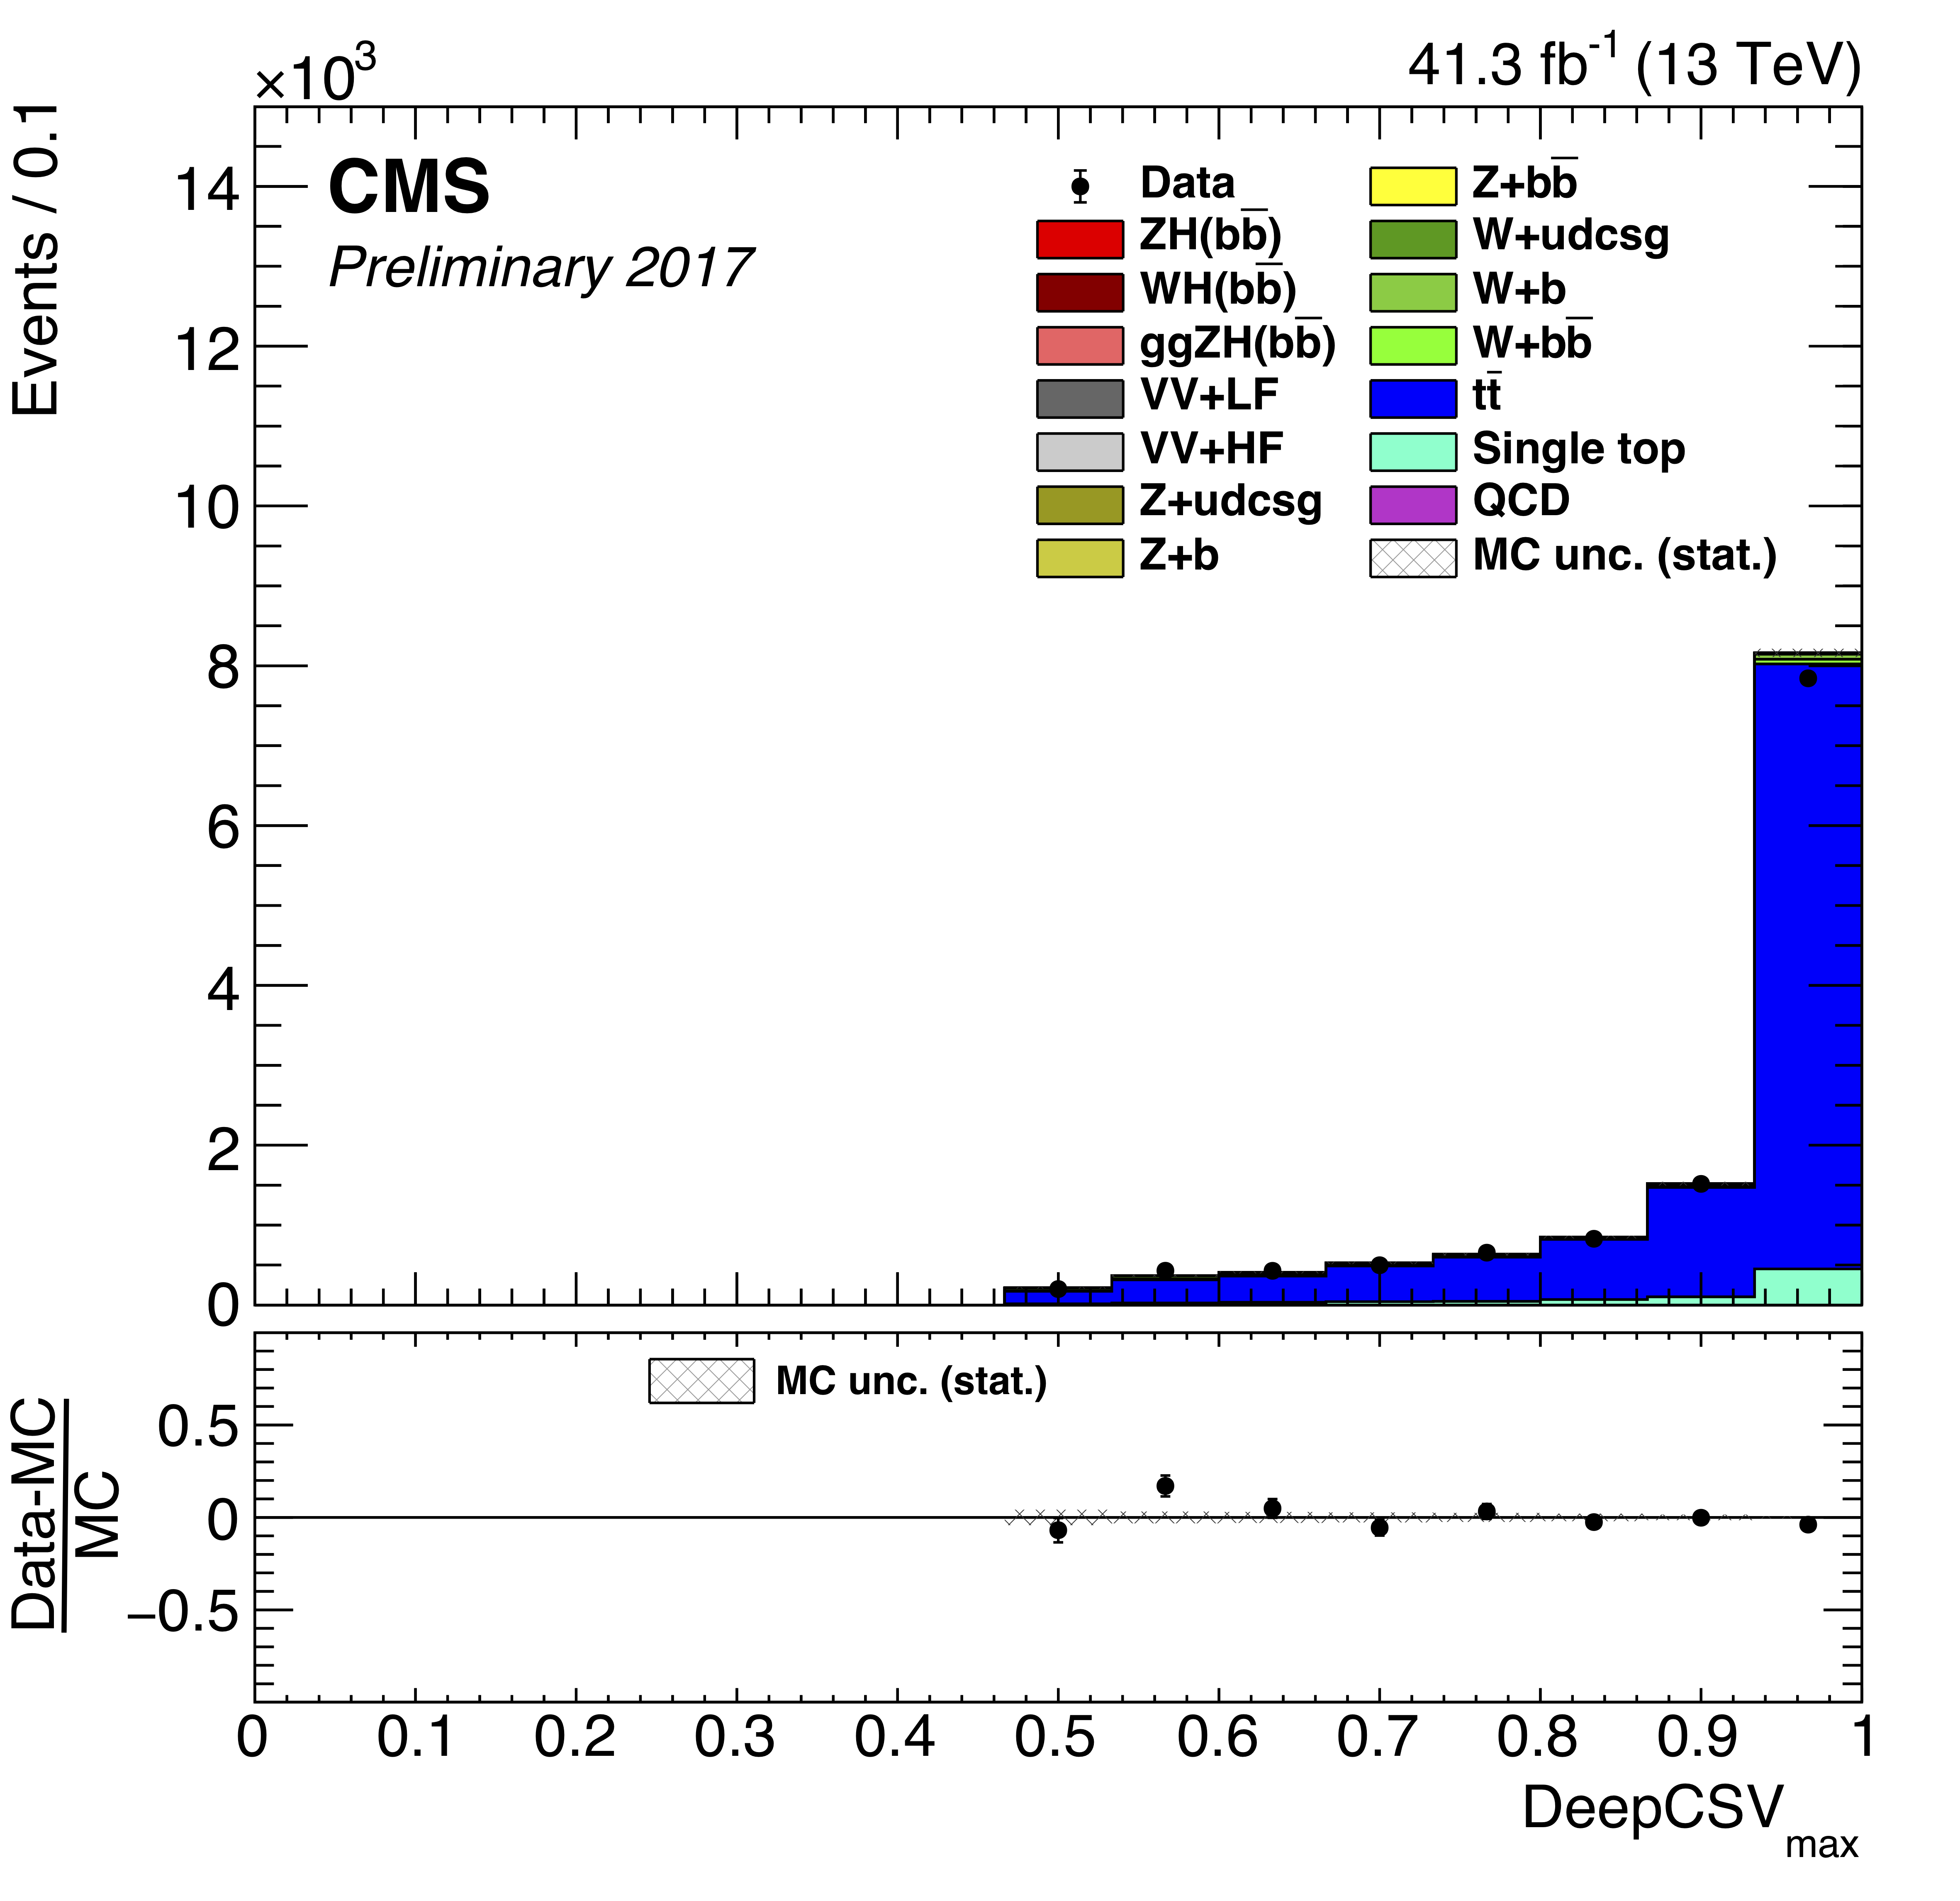 ×10³
41.3 fb⁻¹ (13 TeV)
Events / 0.1
CMS
Preliminary 2017
Data
ZH(bb̅)
WH(bb̅)
ggZH(bb̅)
VV+LF
VV+HF
Z+udcsg
Z+b
Z+bb̅
W+udcsg
W+b
W+bb̅
tt̅
Single top
QCD
MC unc. (stat.)
14
12
10
8
6
4
2
0
MC unc. (stat.)
Data-MC
MC
0.5
0
−0.5
0 0.1 0.2 0.3 0.4 0.5 0.6 0.7 0.8 0.9 1
DeepCSV_max